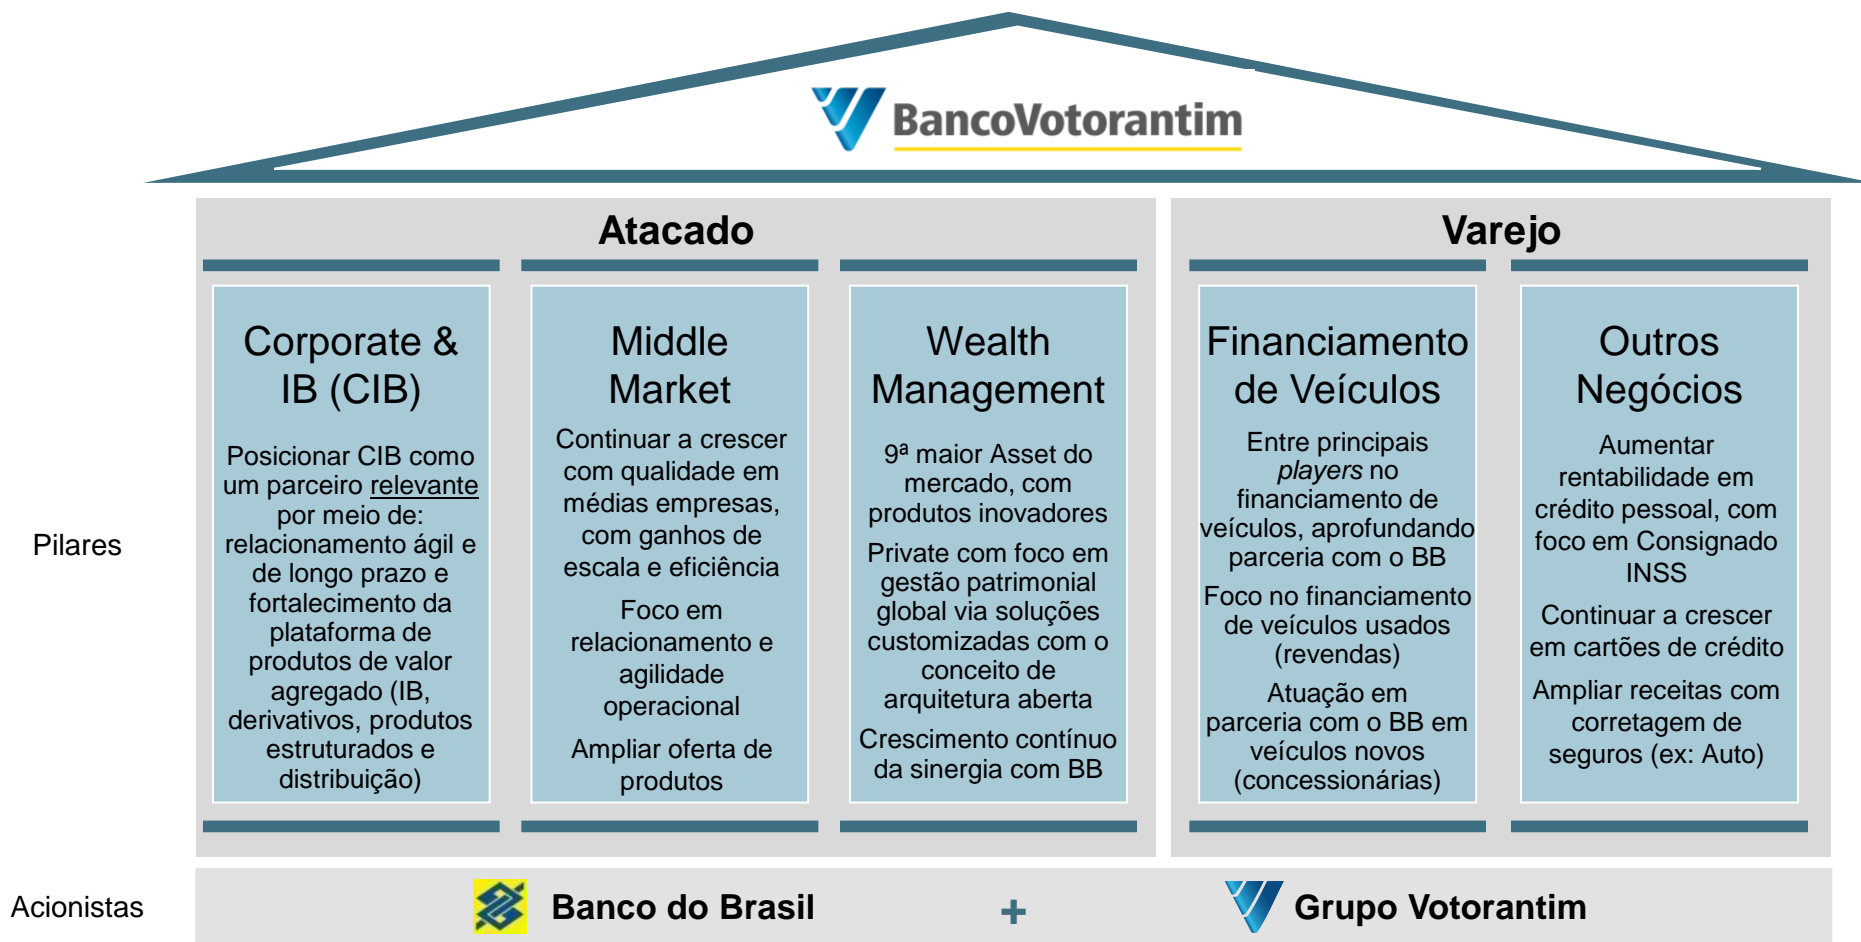 BancoVotorantim
Atacado
Corporate &
IB (CIB)
Posicionar CIB como
um parceiro relevante
por meio de:
relacionamento ágil e
de longo prazo e
fortalecimento da
plataforma de
produtos de valor
agregado (IB,
derivativos, produtos
estruturados e
distribuição)
Middle
Market
Continuar a crescer
com qualidade em
médias empresas,
com ganhos de
escala e eficiência
Foco em
relacionamento e
agilidade
operacional
Ampliar oferta de
produtos
Wealth
Management
9ª maior Asset do
mercado, com
produtos inovadores
Private com foco em
gestão patrimonial
global via soluções
customizadas com o
conceito de
arquitetura aberta
Crescimento contínuo
da sinergia com BB
Varejo
Financiamento
de Veículos
Entre principais
players no
financiamento de
veículos, aprofundando
parceria com o BB
Foco no financiamento
de veículos usados
(revendas)
Atuação em
parceria com o BB em
veículos novos
(concessionárias)
Outros
Negócios
Aumentar
rentabilidade em
crédito pessoal, com
foco em Consignado
INSS
Continuar a crescer
em cartões de crédito
Ampliar receitas com
corretagem de
seguros (ex: Auto)
Pilares
Acionistas
Banco do Brasil
+
Grupo Votorantim